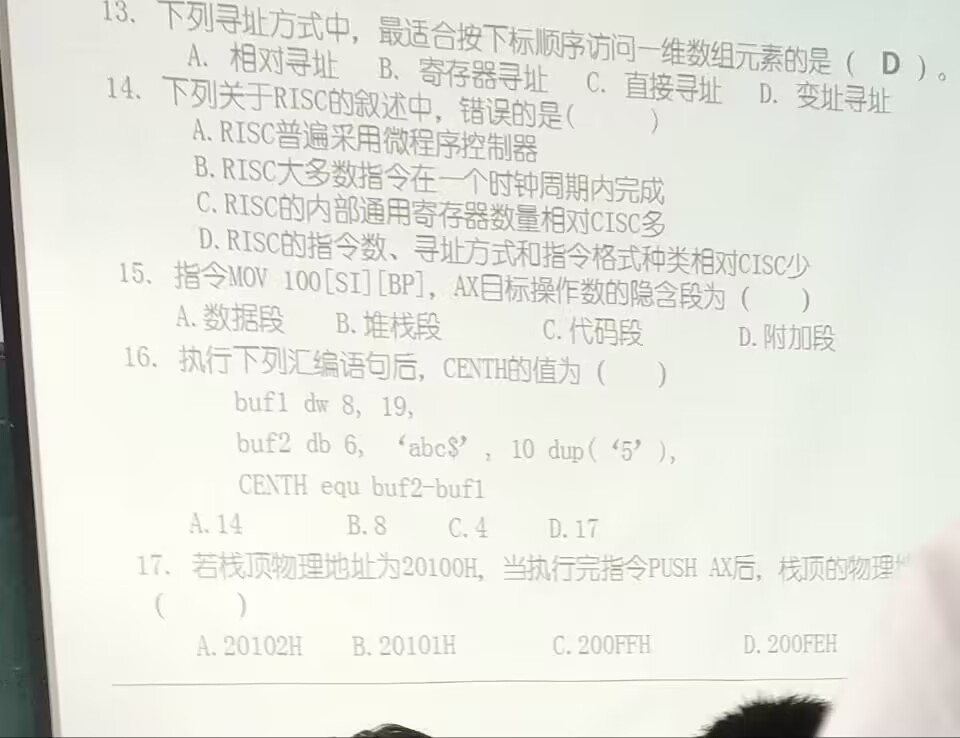 13. 下列寻址方式中，最适合按下标顺序访问一维数组元素的是（ D ）。
A. 相对寻址 B. 寄存器寻址 C. 直接寻址 D. 变址寻址
14. 下列关于RISC的叙述中，错误的是( )
A.RISC普遍采用微程序控制器
B.RISC大多数指令在一个时钟周期内完成
C.RISC的内部通用寄存器数量相对CISC多
D.RISC的指令数、寻址方式和指令格式种类相对CISC少
15. 指令MOV 100[SI][BP]，AX目标操作数的隐含段为（ ）
A.数据段 B.堆栈段 C.代码段 D.附加段
16. 执行下列汇编语句后，CENTH的值为（ ）
buf1 dw 8, 19,
buf2 db 6, ‘abc$’, 10 dup(‘5’),
CENTH equ buf2-buf1
A.14 B.8 C.4 D.17
17. 若栈顶物理地址为20100H，当执行完指令PUSH AX后，栈顶的物理
( )
A.20102H B.20101H C.200FFH D.200FEH